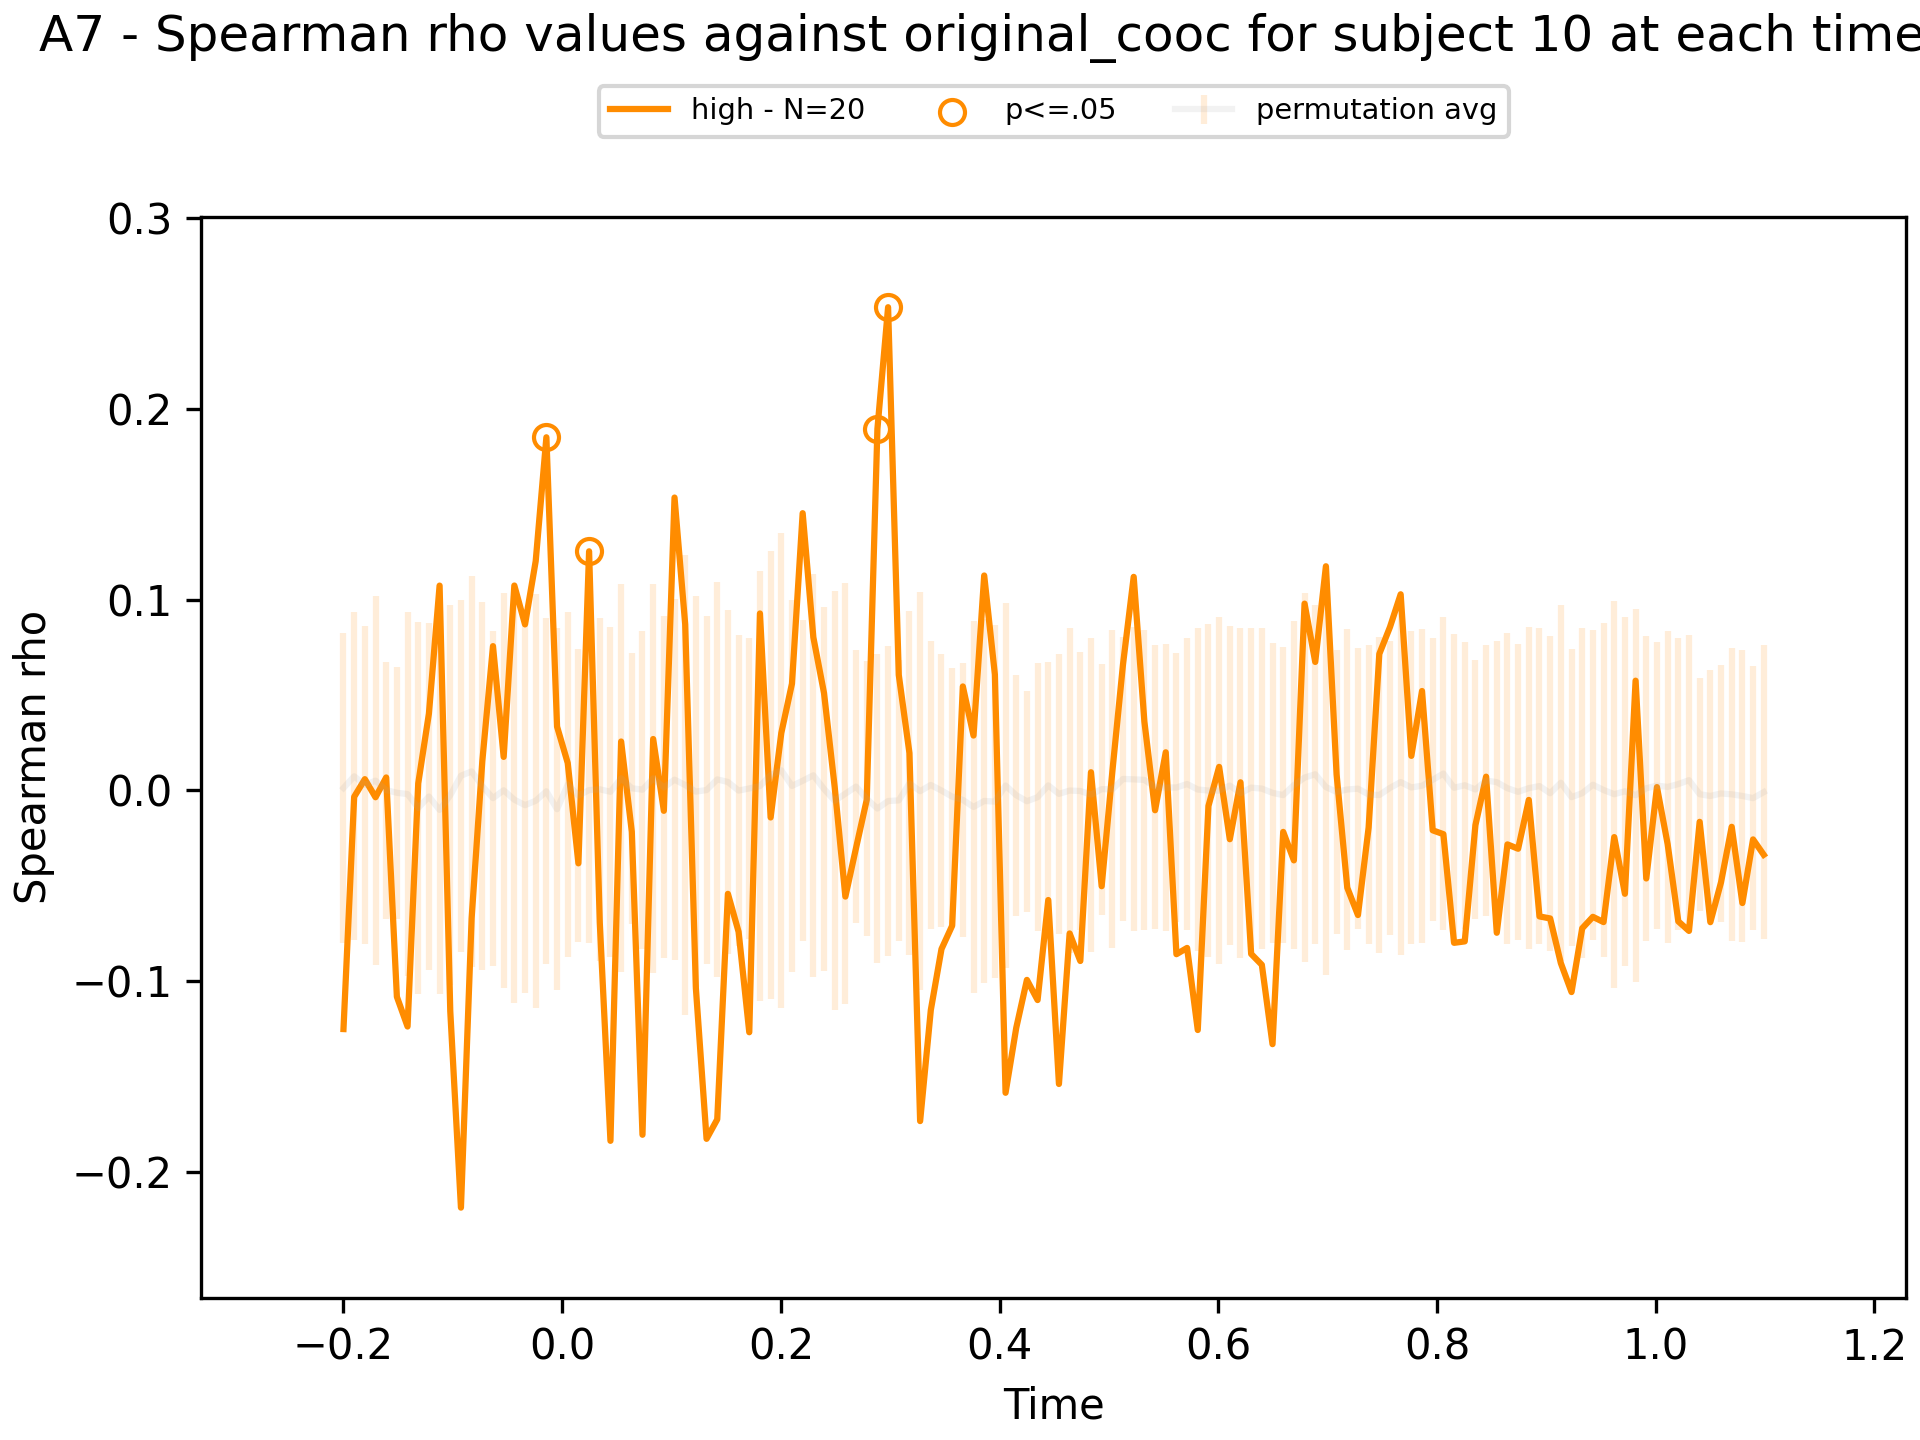 A7 - Spearman rho values against original_cooc for subject 10 at each time
high - N=20 p<=.05 permutation avg
0.3
0.2
0.1
0.0
−0.1
−0.2
Spearman rho
−0.2 0.0 0.2 0.4 0.6 0.8 1.0 1.2
Time